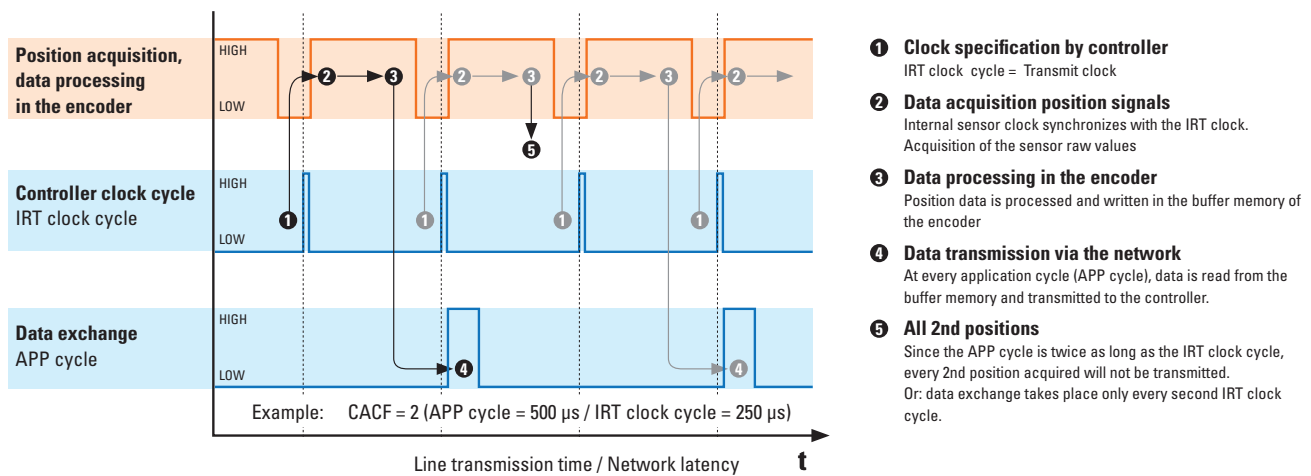 Position acquisition,
data processing
in the encoder
HIGH
LOW
2
3
2
3
2
3
2
5
Controller clock cycle
IRT clock cycle
HIGH
LOW
1
1
1
1
Data exchange
APP cycle
HIGH
LOW
4
4
Example: CACF = 2 (APP cycle = 500 µs / IRT clock cycle = 250 µs)
Line transmission time / Network latency
t
1 Clock specification by controller
IRT clock cycle = Transmit clock
2 Data acquisition position signals
Internal sensor clock synchronizes with the IRT clock.
Acquisition of the sensor raw values
3 Data processing in the encoder
Position data is processed and written in the buffer memory of
the encoder
4 Data transmission via the network
At every application cycle (APP cycle), data is read from the
buffer memory and transmitted to the controller.
5 All 2nd positions
Since the APP cycle is twice as long as the IRT clock cycle,
every 2nd position acquired will not be transmitted.
Or: data exchange takes place only every second IRT clock
cycle.